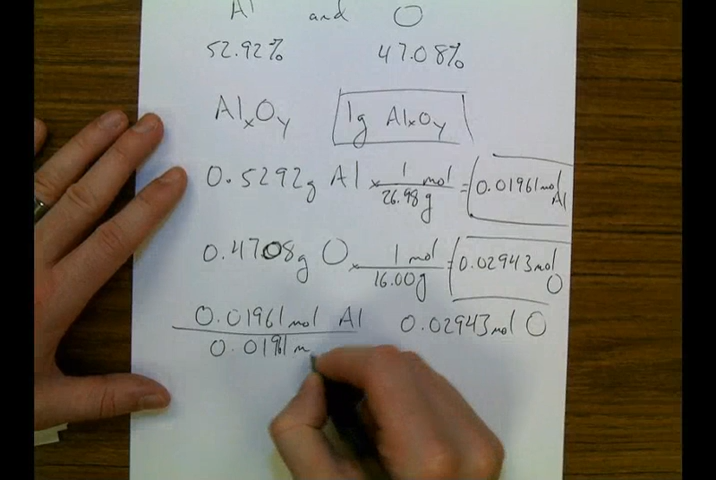 Al and O
52.92% 47.08%
AlxOy 1g AlxOy
0.5292g Al x 1 mol / 26.98 g = 0.01961 mol Al
0.4708g O x 1 mol / 16.00g = 0.02943 mol O
0.01961 mol Al 0.02943 mol O
0.01961 m